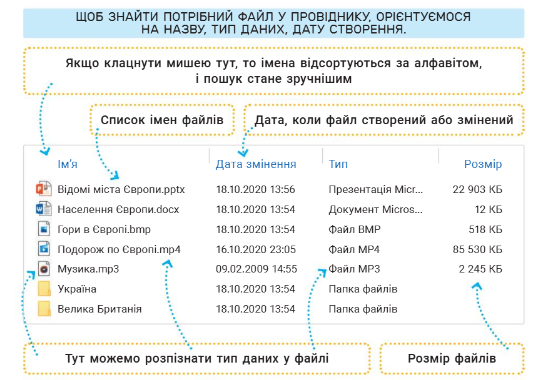 ЩОБ ЗНАЙТИ ПОТРІБНИЙ ФАЙЛ У ПРОВІДНИКУ, ОРІЄНТУЄМОСЯ
НА НАЗВУ, ТИП ДАНИХ, ДАТУ СТВОРЕННЯ.
Якщо клацнути мишею тут, то імена відсортуються за алфавітом,
і пошук стане зручнішим
Список імен файлів
Дата, коли файл створений або змінений
Ім'я Дата змінення Тип Розмір
Відомі міста Європи.pptx 18.10.2020 13:56 Презентація Micr... 22 903 КБ
Населення Європи.docx 18.10.2020 13:54 Документ Micros... 12 КБ
Гори в Європі.bmp 18.10.2020 13:54 Файл BMP 518 КБ
Подорож по Європі.mp4 16.10.2020 23:05 Файл MP4 85 530 КБ
Музика.mp3 09.02.2009 14:55 Файл MP3 2 245 КБ
Україна 18.10.2020 13:54 Папка файлів
Велика Британія 18.10.2020 13:54 Папка файлів
Тут можемо розпізнати тип даних у файлі
Розмір файлів